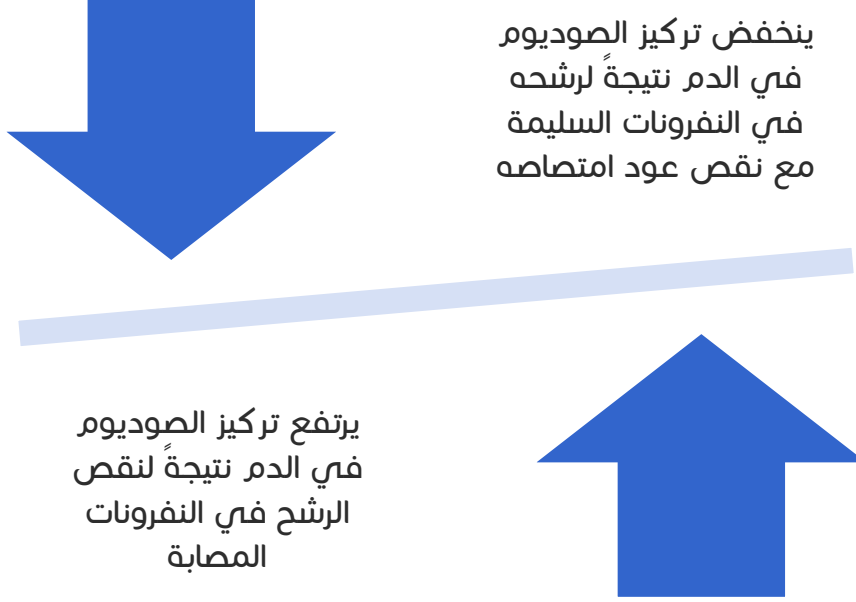 ينخفض تركيز الصوديوم
في الدم نتيجةً لرشحه
في النفرونات السليمة
مع نقص عود امتصاصه
يرتفع تركيز الصوديوم
في الدم نتيجةً لنقص
الرشح في النفرونات
المصابة